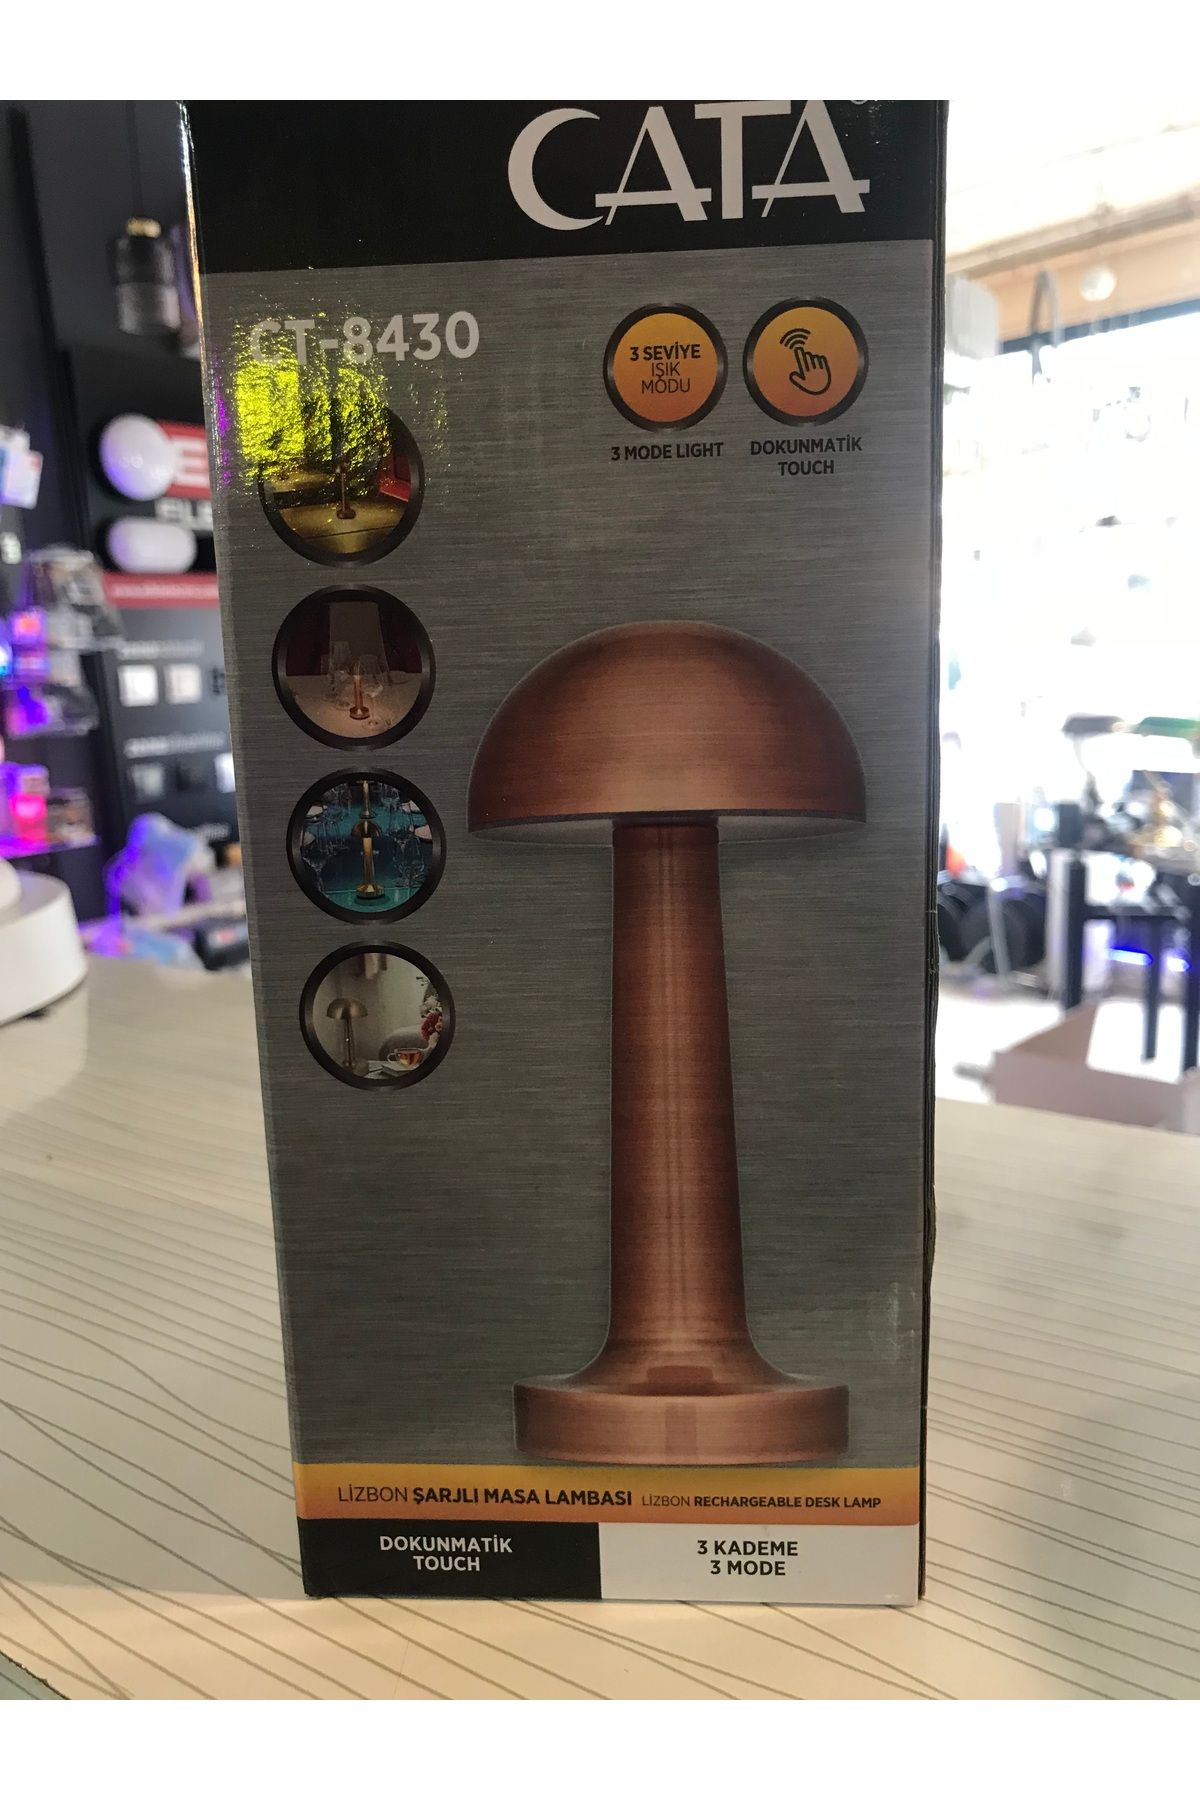 CATA
CT-8430
3 SEVİYE
IŞIK
MODU
3 MODE LIGHT
DOKUNMATİK
TOUCH
LİZBON ŞARJLI MASA LAMBASI LİZBON RECHARGEABLE DESK LAMP
DOKUNMATİK
TOUCH
3 KADEME
3 MODE